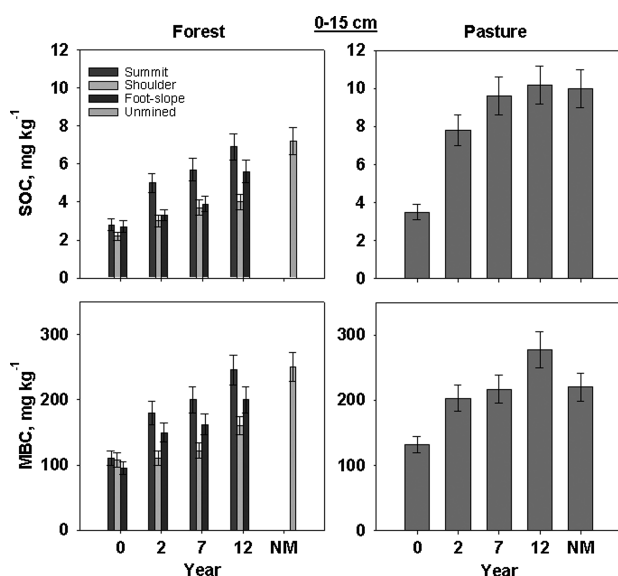 0-15 cm
Forest
Pasture
12
10
8
6
4
2
0
SOC, mg kg-1
Summit
Shoulder
Foot-slope
Unmined
12
10
8
6
4
2
0
300
200
100
0
MBC, mg kg-1
0 2 7 12 NM
Year
300
200
100
0
0 2 7 12 NM
Year